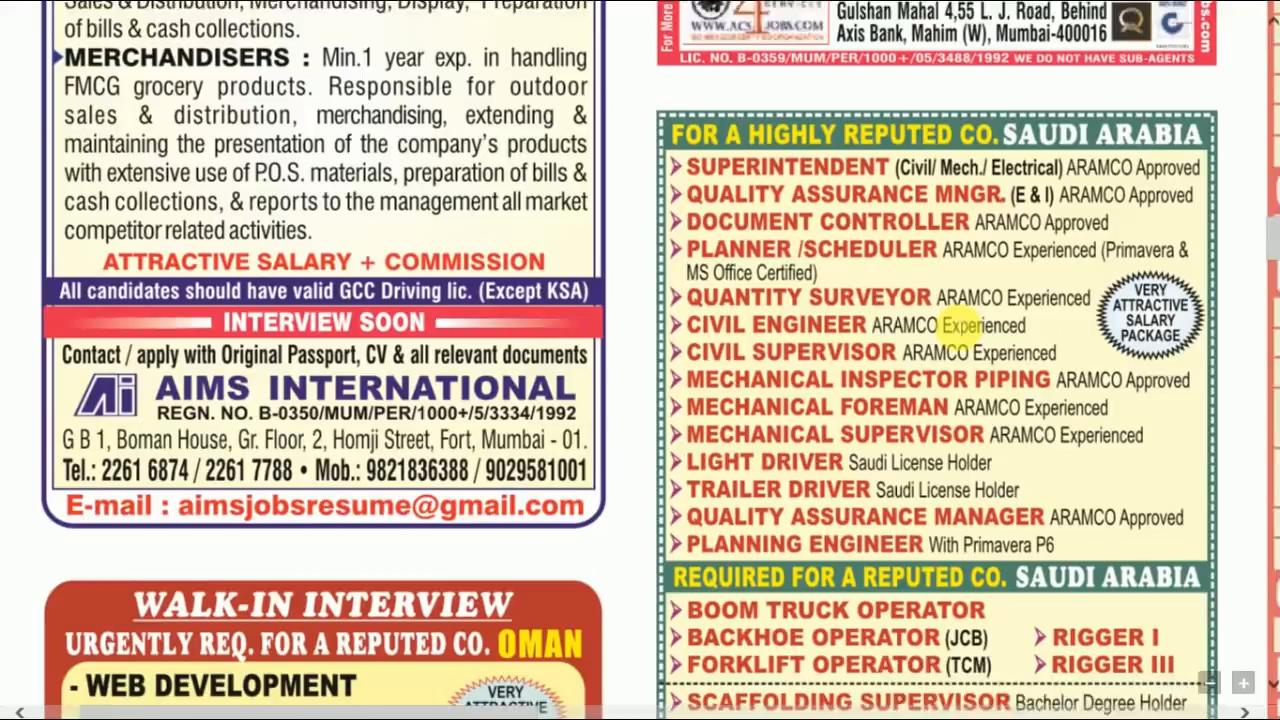 Sales & Distribution, Merchandising, Display, Preparation
of bills & cash collections.
MERCHANDISERS : Min.1 year exp. in handling
FMCG grocery products. Responsible for outdoor
sales & distribution, merchandising, extending &
maintaining the presentation of the company's products
with extensive use of P.O.S. materials, preparation of bills &
cash collections, & reports to the management all market
competitor related activities.
ATTRACTIVE SALARY + COMMISSION
All candidates should have valid GCC Driving lic. (Except KSA)
INTERVIEW SOON
Contact / apply with Original Passport, CV & all relevant documents
Ai AIMS INTERNATIONAL
REGN. NO. B-0350/MUM/PER/1000+/5/3334/1992
G B 1, Boman House, Gr. Floor, 2, Homji Street, Fort, Mumbai - 01.
Tel.: 2261 6874 / 2261 7788 • Mob.: 9821836388 / 9029581001
E-mail : aimsjobsresume@gmail.com
WALK-IN INTERVIEW
URGENTLY REQ. FOR A REPUTED CO. OMAN
- WEB DEVELOPMENT
VERY
ATTRACTIVE
For More
WWW.ACS4JOBS.COM
Gulshan Mahal 4,55 L. J. Road, Behind
Axis Bank, Mahim (W), Mumbai-400016
LIC. NO. B-0359/MUM/PER/1000+/05/3488/1992 WE DO NOT HAVE SUB-AGENTS
FOR A HIGHLY REPUTED CO. SAUDI ARABIA
SUPERINTENDENT (Civil/ Mech./ Electrical) ARAMCO Approved
QUALITY ASSURANCE MNGR. (E & I) ARAMCO Approved
DOCUMENT CONTROLLER ARAMCO Approved
PLANNER /SCHEDULER ARAMCO Experienced (Primavera &
MS Office Certified)
QUANTITY SURVEYOR ARAMCO Experienced
CIVIL ENGINEER ARAMCO Experienced
CIVIL SUPERVISOR ARAMCO Experienced
VERY
ATTRACTIVE
SALARY
PACKAGE
MECHANICAL INSPECTOR PIPING ARAMCO Approved
MECHANICAL FOREMAN ARAMCO Experienced
MECHANICAL SUPERVISOR ARAMCO Experienced
LIGHT DRIVER Saudi License Holder
TRAILER DRIVER Saudi License Holder
QUALITY ASSURANCE MANAGER ARAMCO Approved
PLANNING ENGINEER With Primavera P6
REQUIRED FOR A REPUTED CO. SAUDI ARABIA
BOOM TRUCK OPERATOR
BACKHOE OPERATOR (JCB) RIGGER I
FORKLIFT OPERATOR (TCM) RIGGER III
SCAFFOLDING SUPERVISOR Bachelor Degree Holder